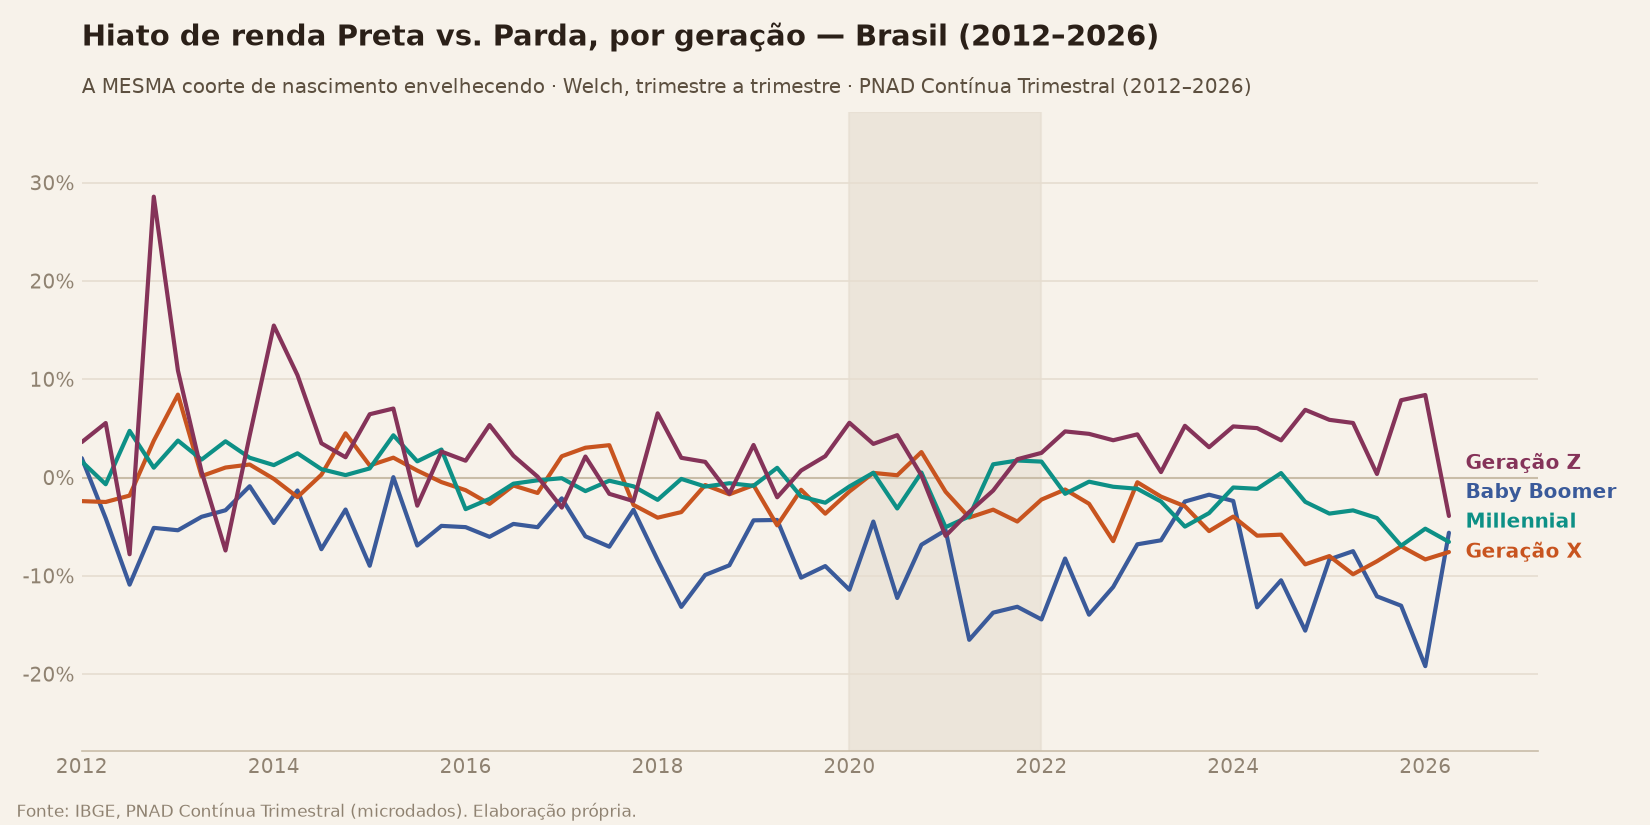 Hiato de renda Preta vs. Parda, por geração — Brasil (2012–2026)
A MESMA coorte de nascimento envelhecendo · Welch, trimestre a trimestre · PNAD Contínua Trimestral (2012–2026)
30%
20%
10%
0%
-10%
-20%
Geração Z
Baby Boomer
Millennial
Geração X
2012 2014 2016 2018 2020 2022 2024 2026
Fonte: IBGE, PNAD Contínua Trimestral (microdados). Elaboração própria.